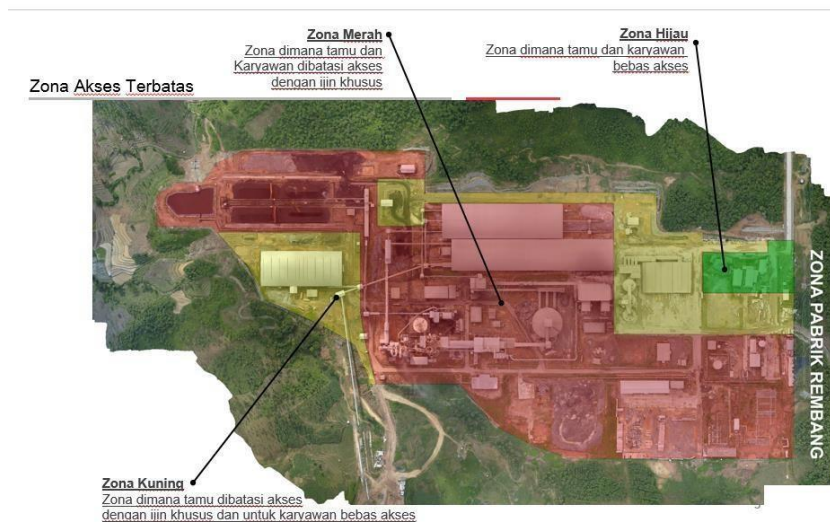 Zona Merah
Zona dimana tamu dan
Karyawan dibatasi akses
dengan ijin khusus
Zona Hijau
Zona dimana tamu dan karyawan
bebas akses
Zona Akses Terbatas
ZONA PABRIK REMBANG
Zona Kuning
Zona dimana tamu dibatasi akses
dengan ijin khusus dan untuk karyawan bebas akses